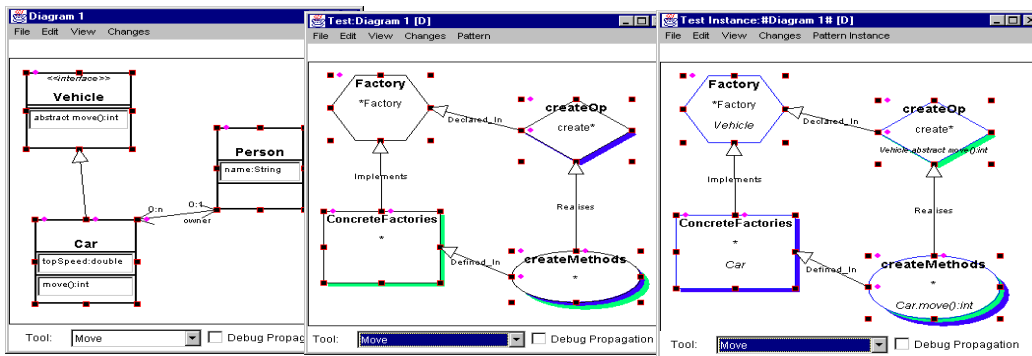 Diagram 1
File Edit View Changes
<<interface>>
Vehicle
abstract move():int
Person
name:String
0:n
0:1
owner
Car
topSpeed:double
move():int
Tool: Move Debug Propag
Test:Diagram 1 [D]
File Edit View Changes Pattern
Factory
*Factory
createOp
create*
Declared_In
Implements
Realises
ConcreteFactories
*
Defined_In
createMethods
*
Tool: Move Debug Propagation
Test Instance:#Diagram 1# [D]
File Edit View Changes Pattern Instance
Factory
*Factory
Vehicle
createOp
create*
Vehicle.abstract move():int
Declared_In
Implements
Realises
ConcreteFactories
*
Car
Defined_In
createMethods
*
Car.move():int
Tool: Move Debug Propagation